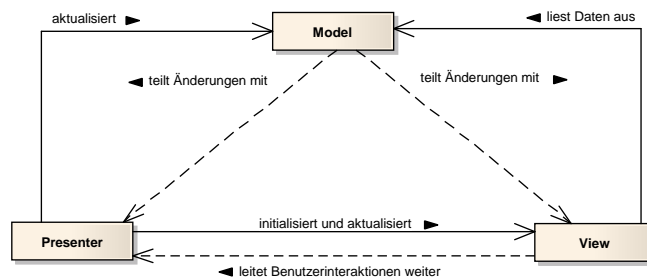 aktualisiert
liest Daten aus
Model
teilt Änderungen mit
teilt Änderungen mit
initialisiert und aktualisiert
Presenter
View
leitet Benutzerinteraktionen weiter